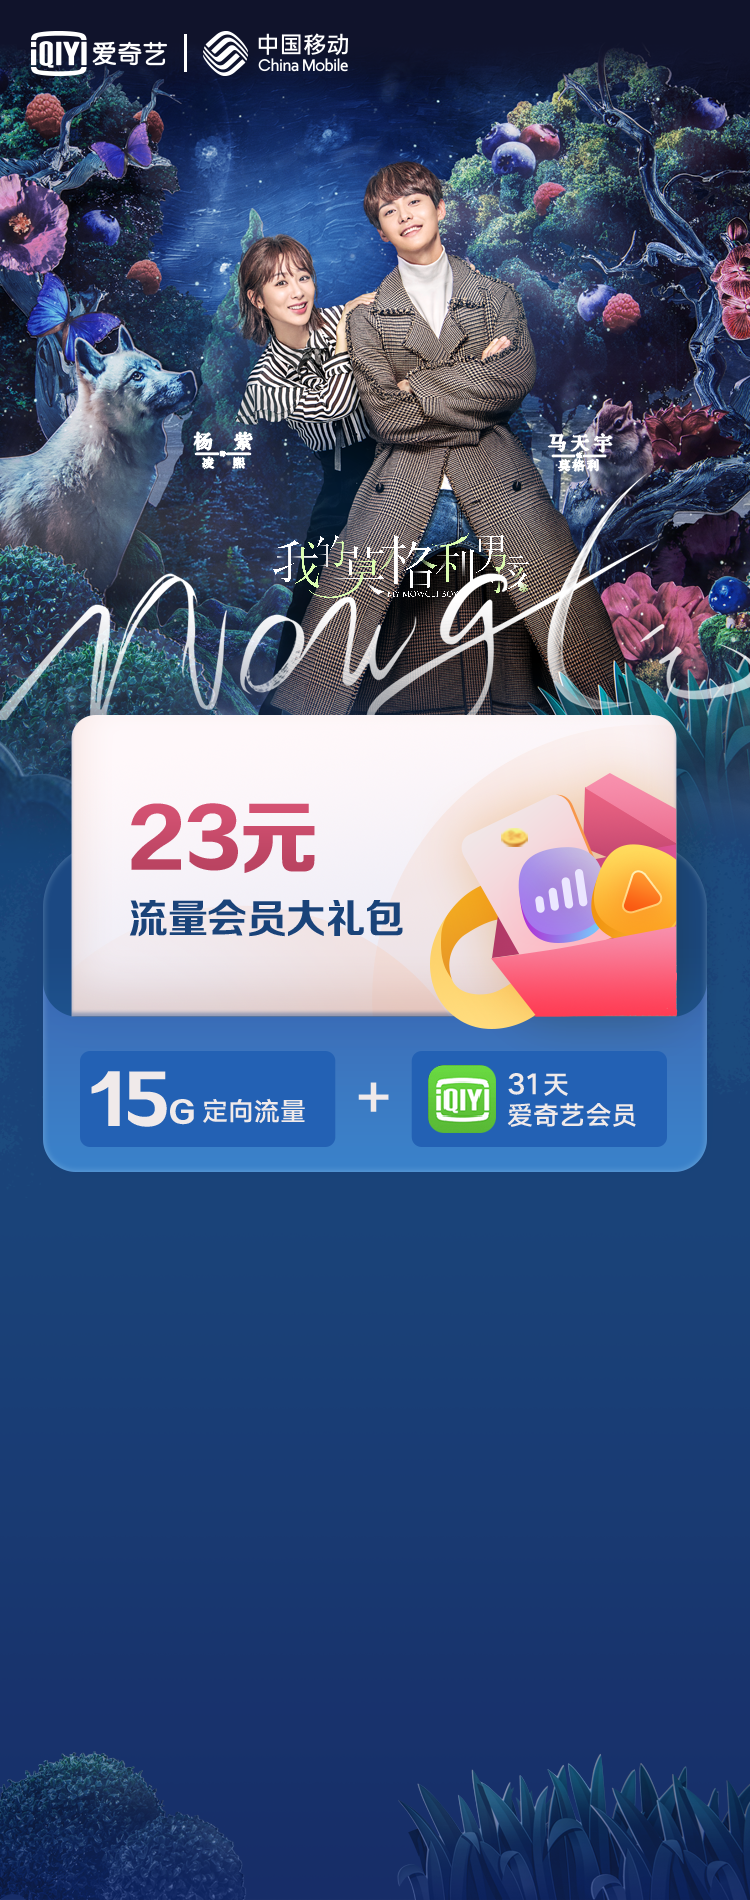 iQIYI 爱奇艺
中国移动
China Mobile
杨紫
凌熙
马天宇
莫格利
我的莫格利男孩
MY MOWGLI BOY
Mowgli
23元
流量会员大礼包
15G 定向流量
+
iQIYI
31天
爱奇艺会员